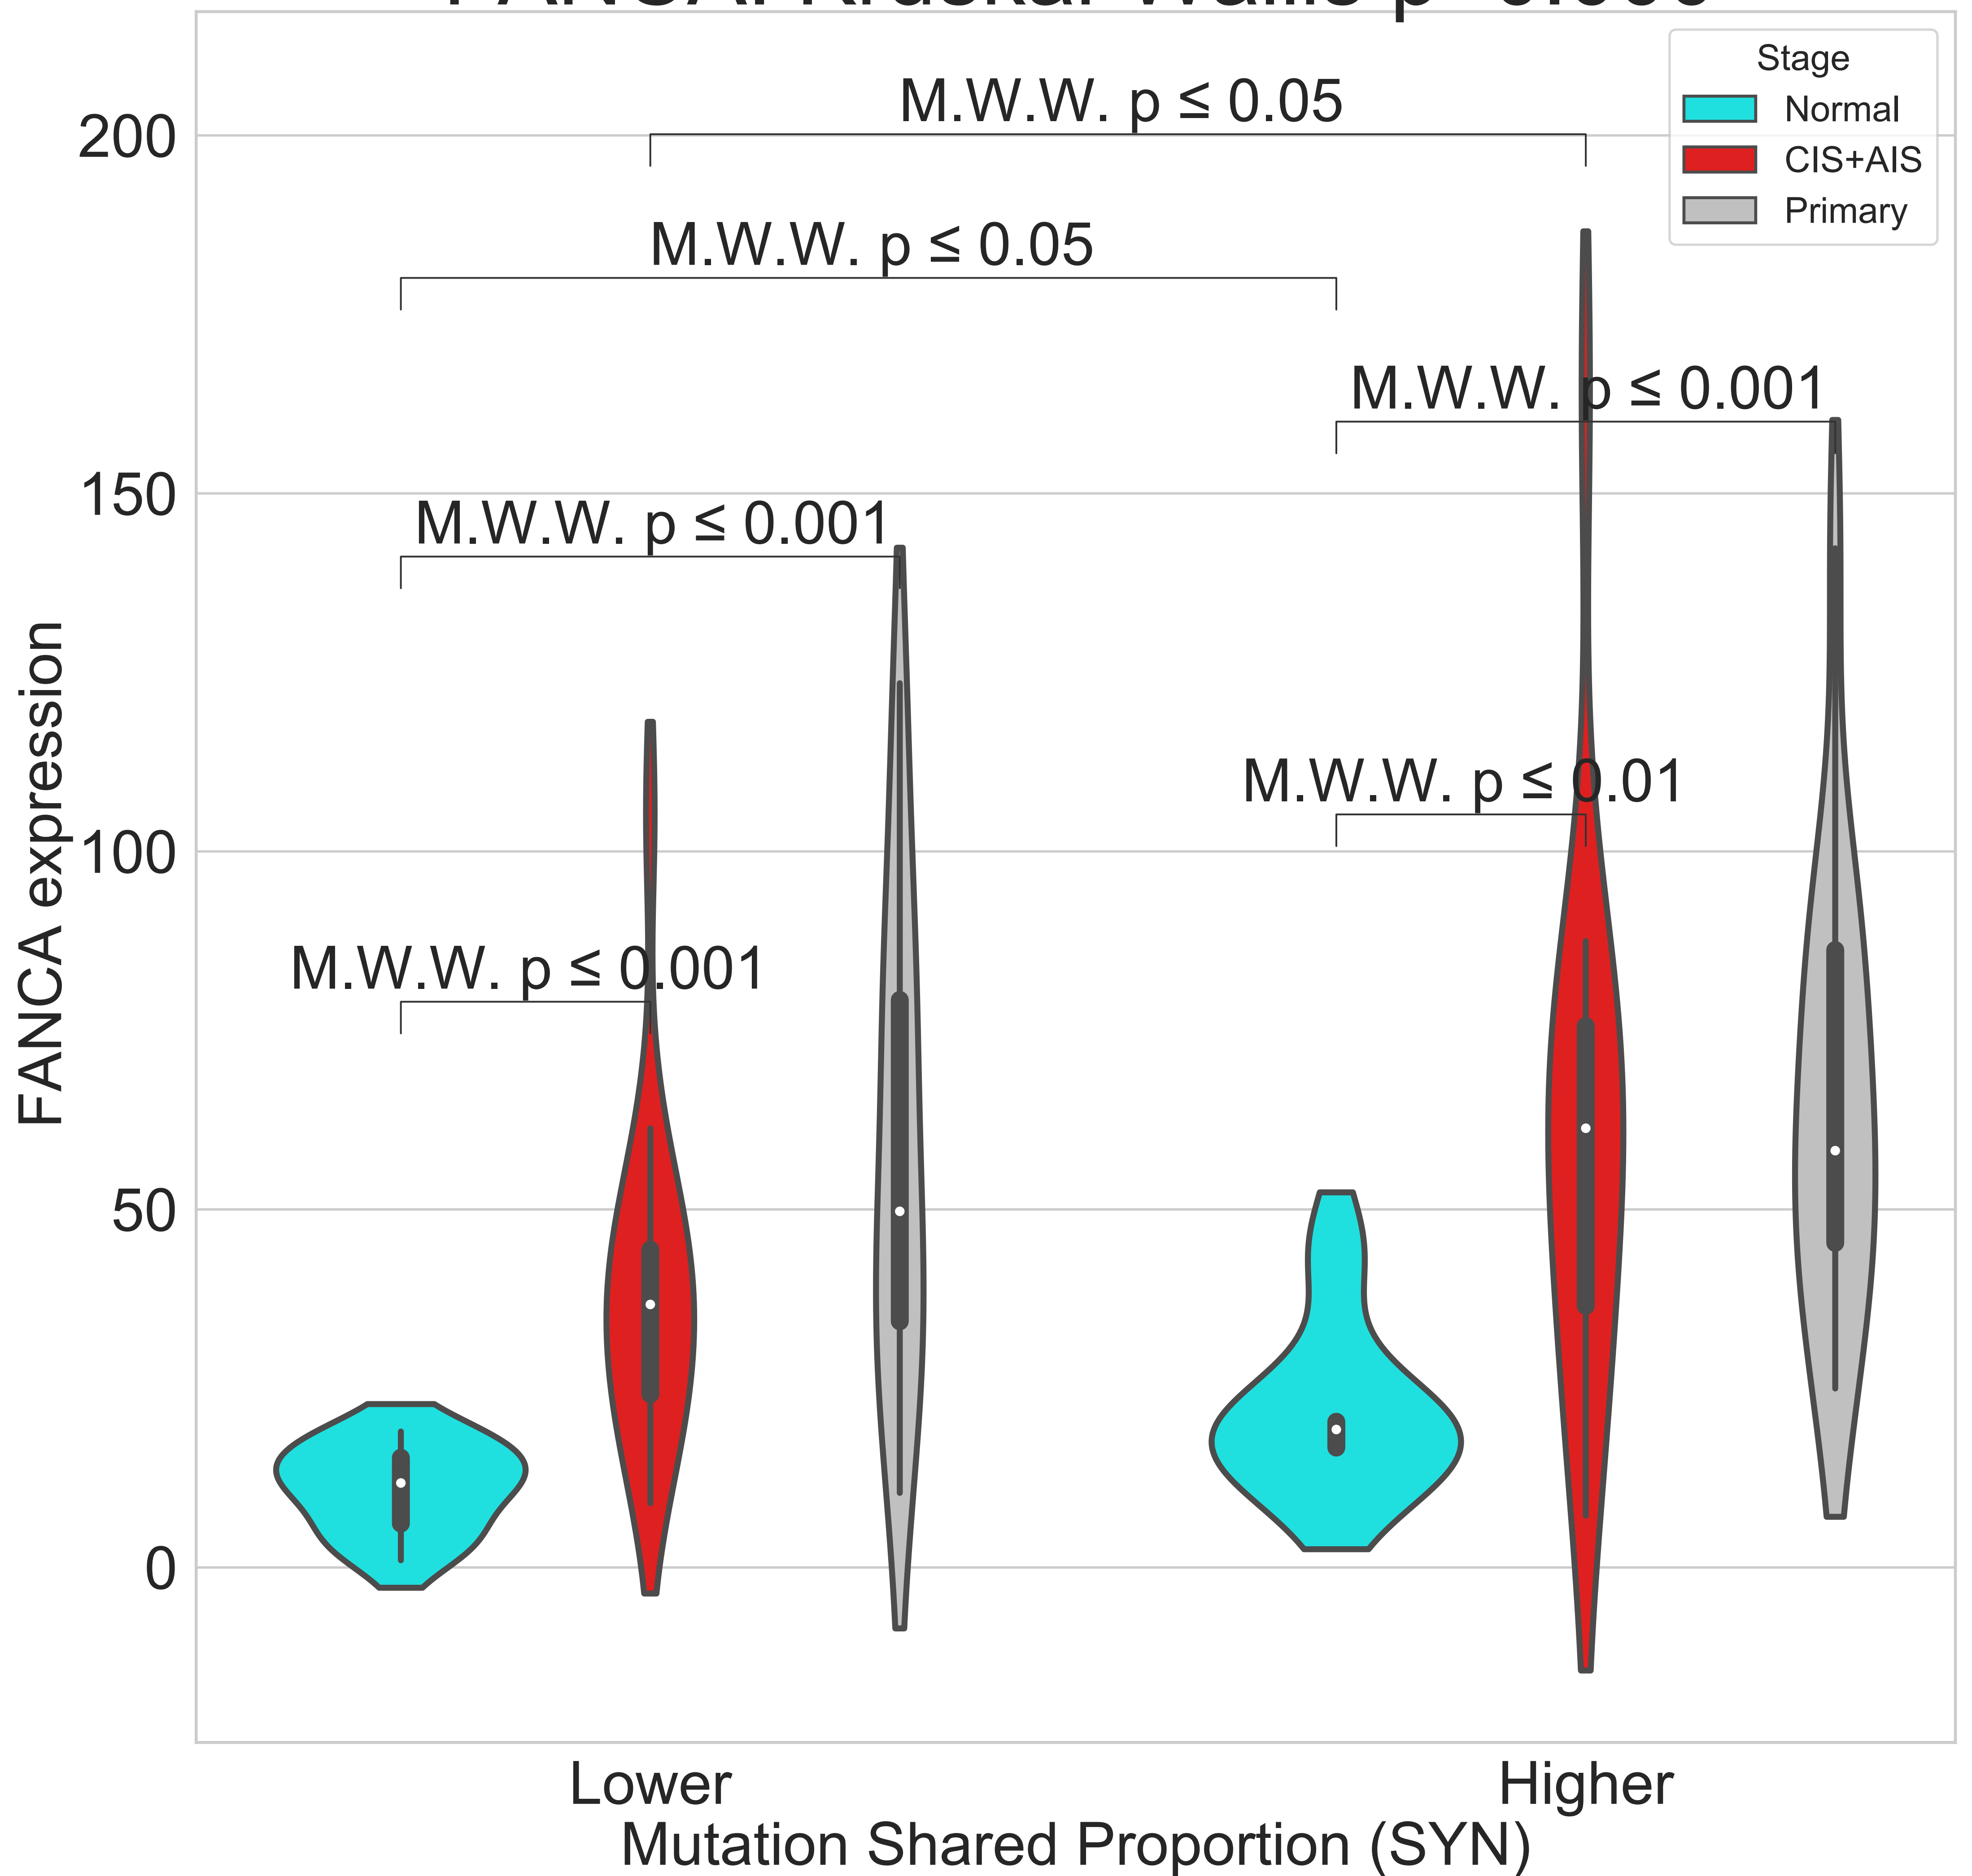 Stage
Normal
CIS+AIS
Primary
M.W.W. p ≤ 0.05
M.W.W. p ≤ 0.05
M.W.W. p ≤ 0.001
M.W.W. p ≤ 0.001
M.W.W. p ≤ 0.01
M.W.W. p ≤ 0.001
200
150
100
50
0
FANCA expression
Lower
Higher
Mutation Shared Proportion (SYN)